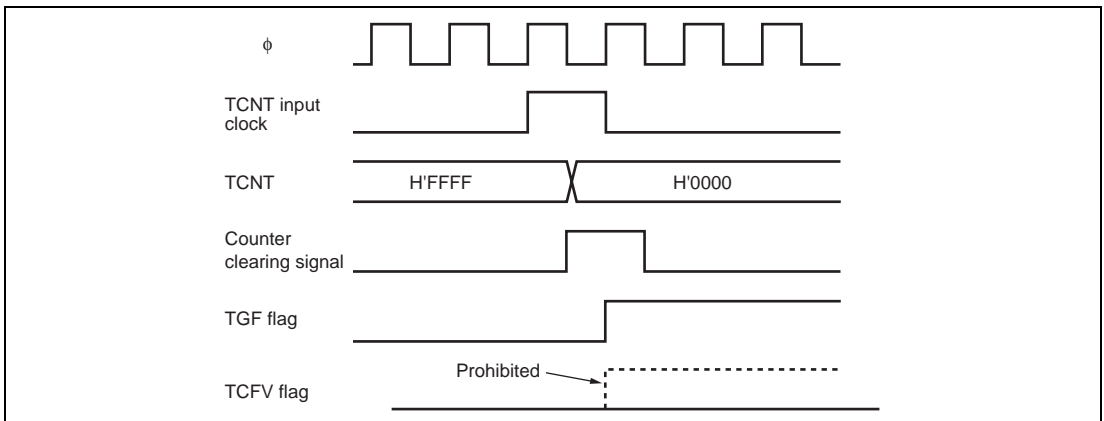 ϕ
TCNT input
clock
TCNT
H'FFFF
H'0000
Counter
clearing signal
TGF flag
Prohibited
TCFV flag